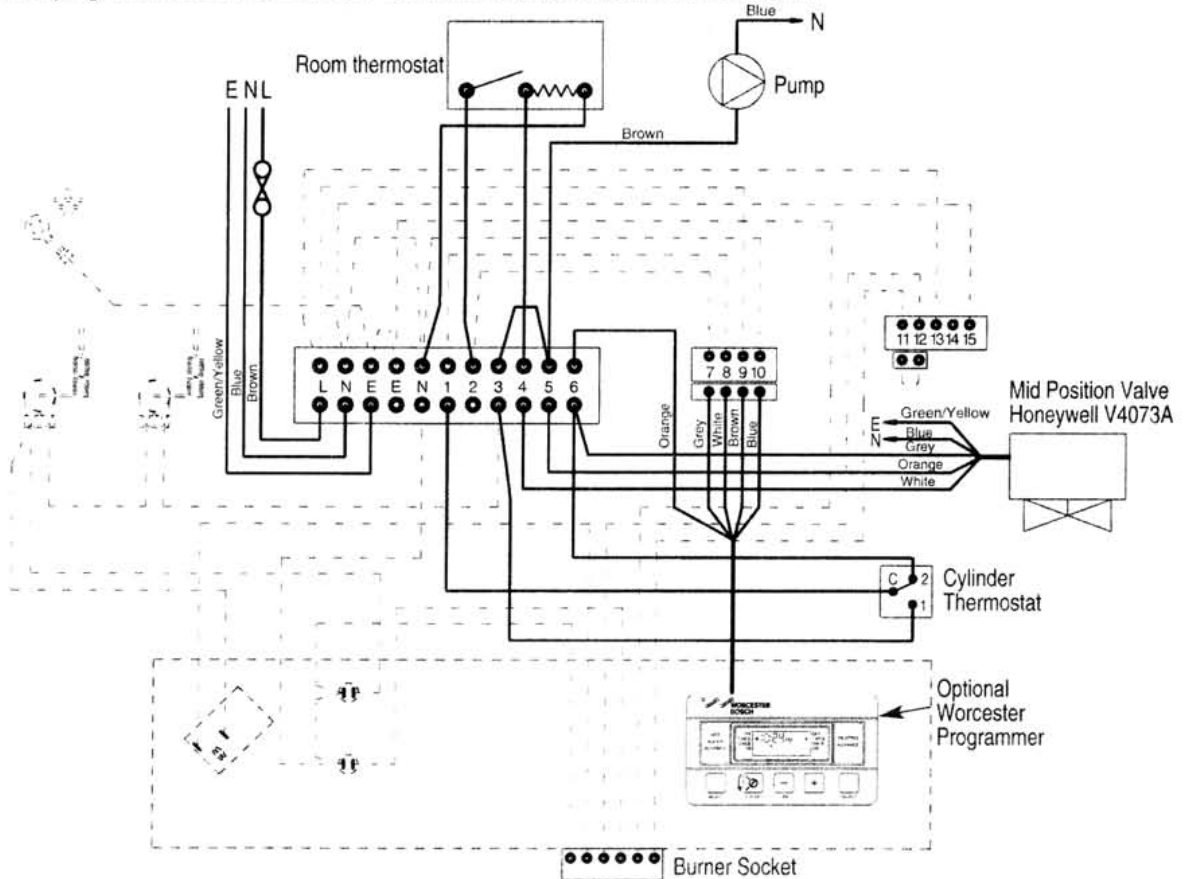 Blue
N
Room thermostat
Pump
E N L
Brown
Green/Yellow
Blue
Brown
L N E E N 1 2 3 4 5 6
7 8 9 10
11 12 13 14 15
Orange
Grey
White
Brown
Blue
Mid Position Valve
Honeywell V4073A
Green/Yellow
E
Blue
N
Grey
Orange
White
C 2
1
Cylinder
Thermostat
Optional
Worcester
Programmer
WORCESTER
BOSCH
Burner Socket